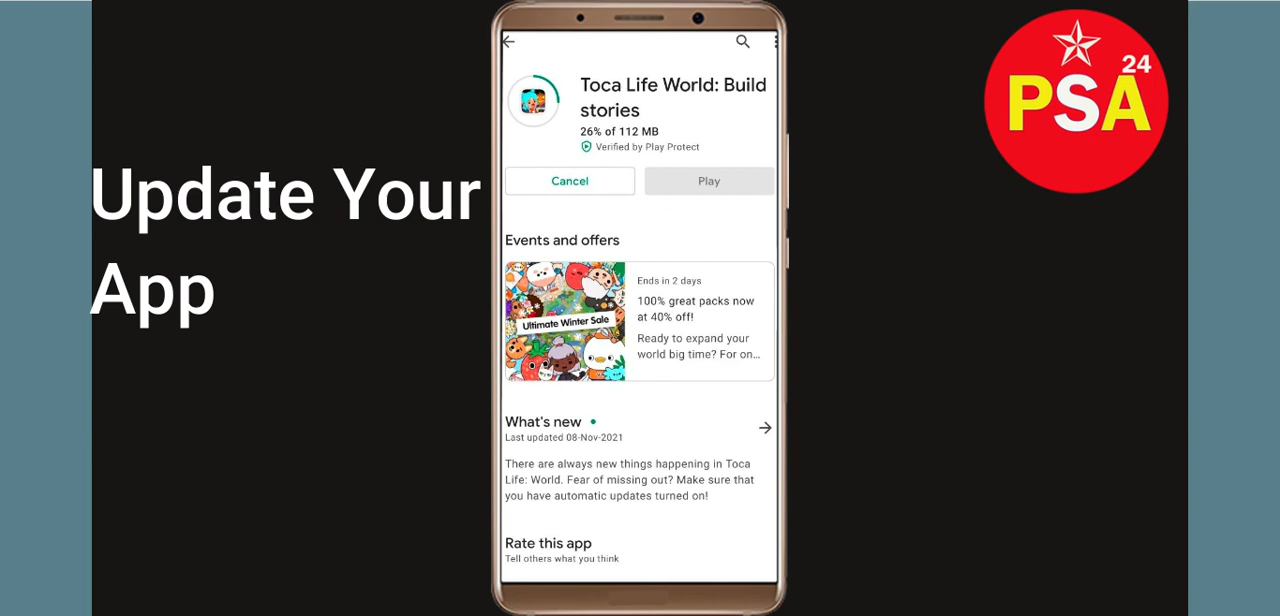 Update Your
App
Toca Life World: Build
stories
26% of 112 MB
Verified by Play Protect
Cancel
Play
Events and offers
Ultimate Winter Sale
Ends in 2 days
100% great packs now
at 40% off!
Ready to expand your
world big time? For on...
What's new
Last updated 08-Nov-2021
There are always new things happening in Toca
Life: World. Fear of missing out? Make sure that
you have automatic updates turned on!
Rate this app
Tell others what you think
24
PSA